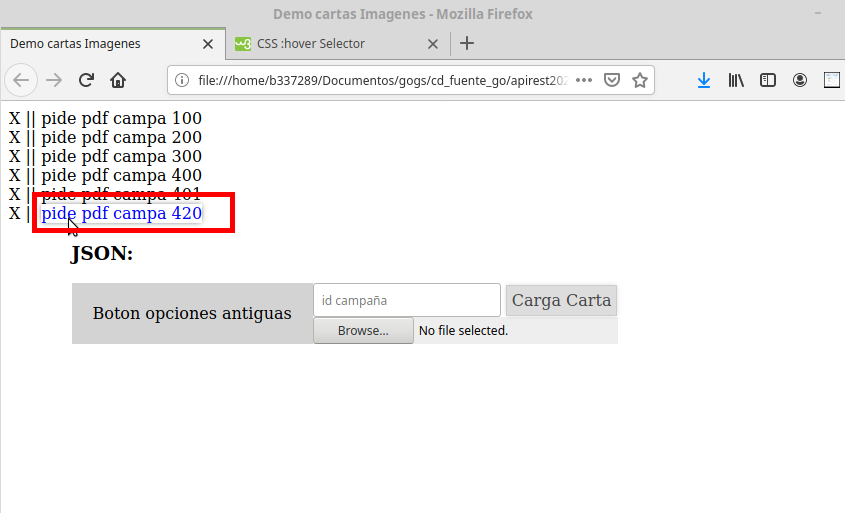 Demo cartas Imagenes - Mozilla Firefox
Demo cartas Imagenes
CSS :hover Selector
file:///home/b337289/Documentos/gogs/cd_fuente_go/apirest202
X || pide pdf campa 100
X || pide pdf campa 200
X || pide pdf campa 300
X || pide pdf campa 400
X || pide pdf campa 401
X || pide pdf campa 420
JSON:
Boton opciones antiguas
id campaña
Carga Carta
Browse...
No file selected.